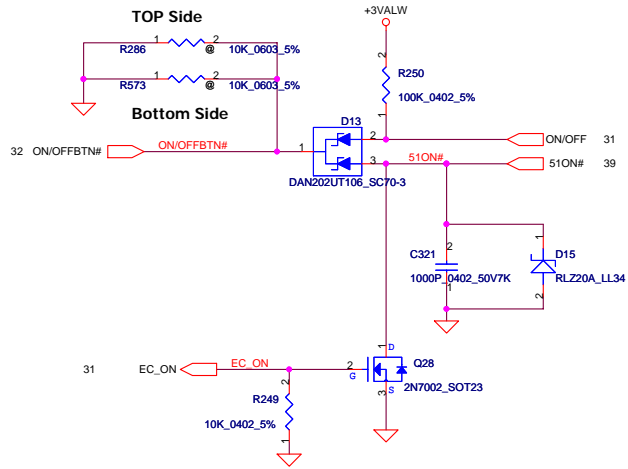 TOP Side
+3VALW
1 2
R286 @ 10K_0603_5%
1 2
R573 @ 10K_0603_5%
2
R250
100K_0402_5%
1
Bottom Side
D13
32 ON/OFFBTN# ON/OFFBTN# 1 2 ON/OFF 31
3 51ON# 51ON# 39
DAN202UT106_SC70-3
2 1
C321 D15
1000P_0402_50V7K RLZ20A_LL34
1 2
1 D
31 EC_ON EC_ON 2 G Q28
2N7002_SOT23
3 S
2
R249
10K_0402_5%
1